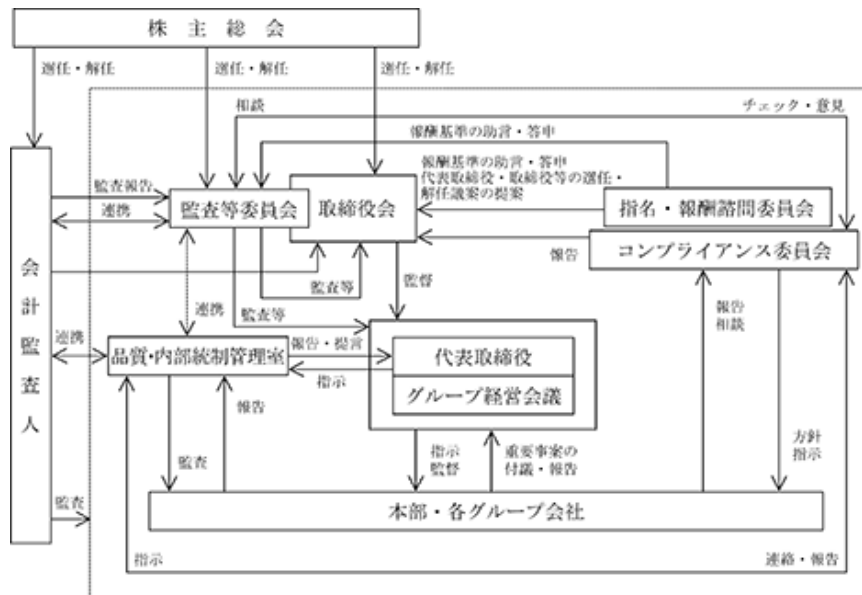 株主総会
選任・解任
選任・解任
選任・解任
相談
チェック・意見
報酬基準の助言・答申
報酬基準の助言・答申
代表取締役・取締役等の選任・
解任議案の提案
監査報告
連携
監査等委員会
取締役会
指名・報酬諮問委員会
コンプライアンス委員会
報告
会計監査人
監査等
監査等
監督
連携
報告
相談
連携
品質・内部統制管理室
報告・提言
指示
代表取締役
グループ経営会議
報告
監査
指示
監督
重要事案の
付議・報告
方針
指示
監査
本部・各グループ会社
指示
連絡・報告